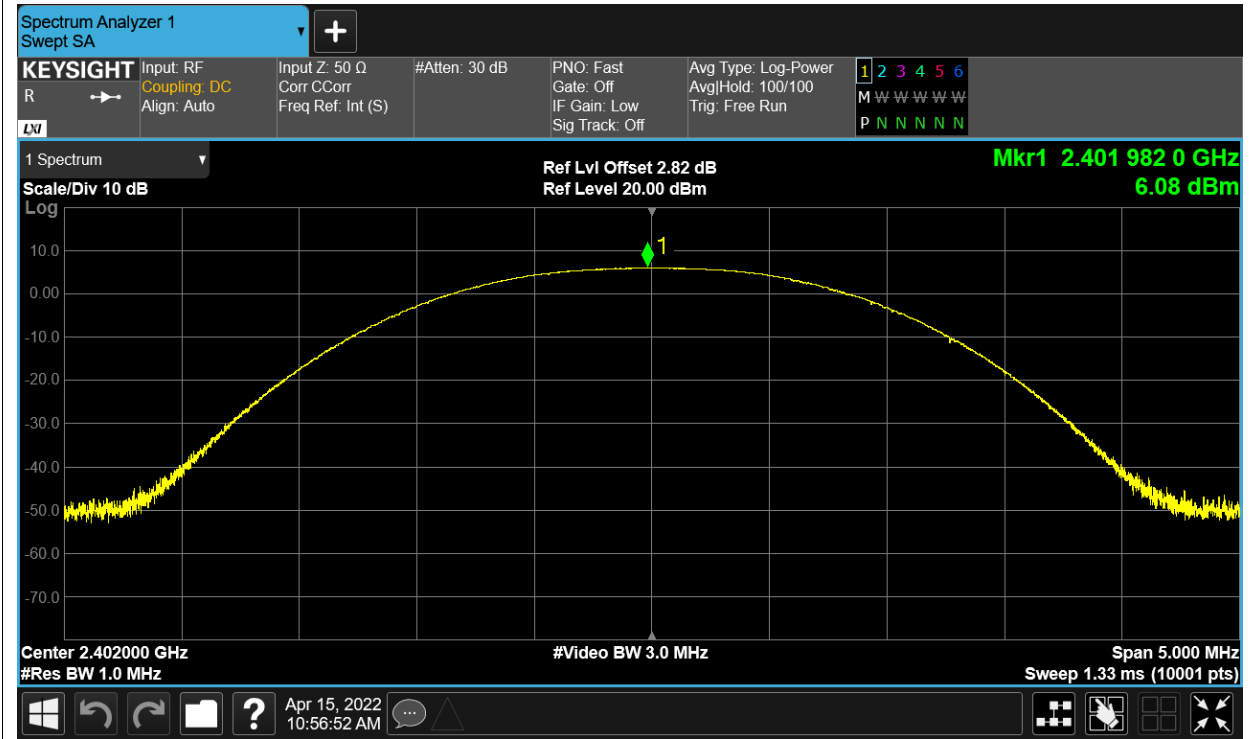 Spectrum Analyzer 1
Swept SA
+
KEYSIGHT
R
LXI
Input: RF
Coupling: DC
Align: Auto
Input Z: 50 Ω
Corr CCorr
Freq Ref: Int (S)
#Atten: 30 dB
PNO: Fast
Gate: Off
IF Gain: Low
Sig Track: Off
Avg Type: Log-Power
Avg|Hold: 100/100
Trig: Free Run
1 2 3 4 5 6
M W W W W W
P N N N N N
1 Spectrum
Scale/Div 10 dB
Log
Ref Lvl Offset 2.82 dB
Ref Level 20.00 dBm
Mkr1 2.401 982 0 GHz
6.08 dBm
1
10.0
0.00
-10.0
-20.0
-30.0
-40.0
-50.0
-60.0
-70.0
Center 2.402000 GHz
#Res BW 1.0 MHz
#Video BW 3.0 MHz
Span 5.000 MHz
Sweep 1.33 ms (10001 pts)
?
Apr 15, 2022
10:56:52 AM